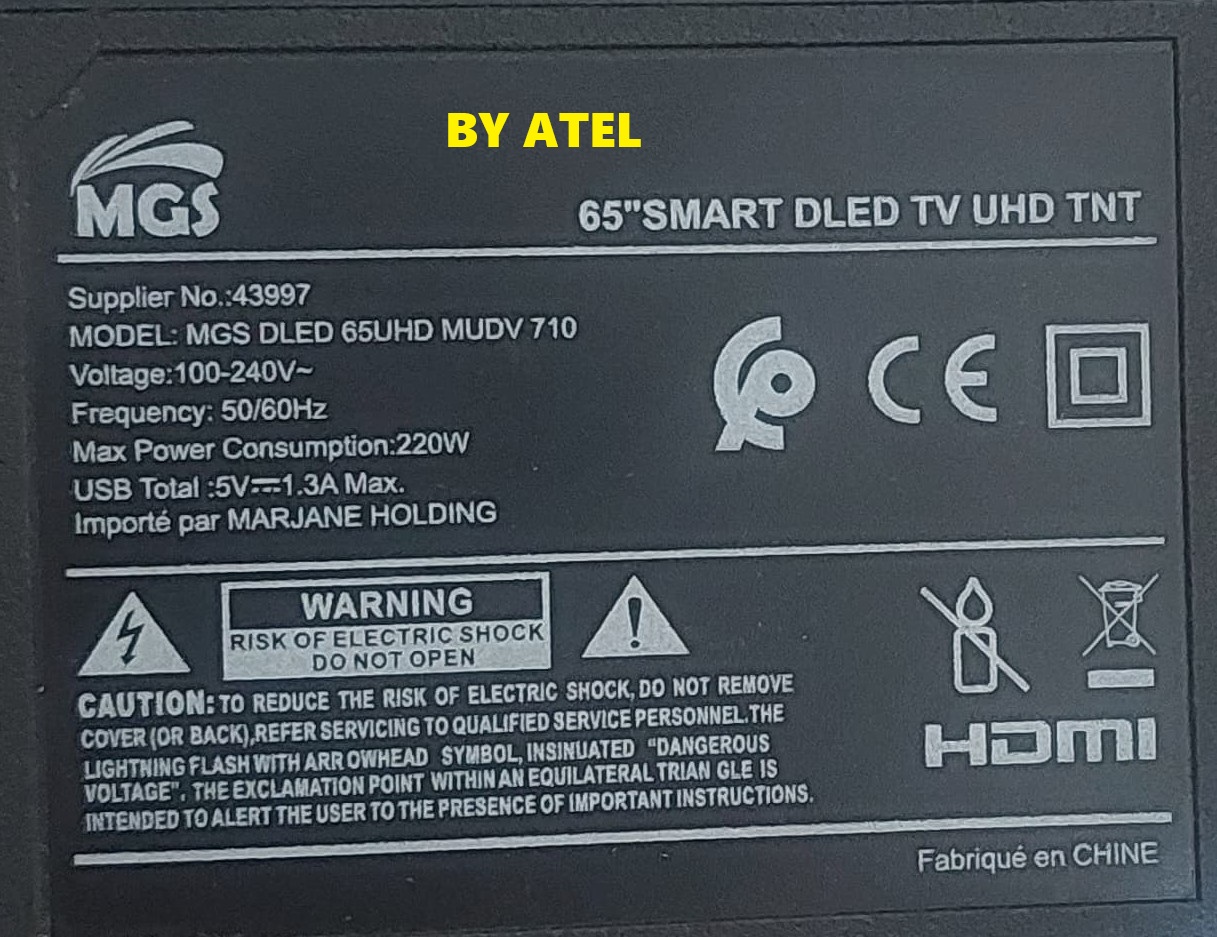 BY ATEL
MGS
65"SMART DLED TV UHD TNT
Supplier No.:43997
MODEL: MGS DLED 65UHD MUDV 710
Voltage:100-240V~
Frequency: 50/60Hz
Max Power Consumption:220W
USB Total :5V⎓1.3A Max.
Importé par MARJANE HOLDING
CE
WARNING
RISK OF ELECTRIC SHOCK
DO NOT OPEN
CAUTION: TO REDUCE THE RISK OF ELECTRIC SHOCK, DO NOT REMOVE
COVER (OR BACK),REFER SERVICING TO QUALIFIED SERVICE PERSONNEL.THE
LIGHTNING FLASH WITH ARR OWHEAD SYMBOL, INSINUATED "DANGEROUS
VOLTAGE", THE EXCLAMATION POINT WITHIN AN EQUILATERAL TRIAN GLE IS
INTENDED TO ALERT THE USER TO THE PRESENCE OF IMPORTANT INSTRUCTIONS.
HDMI
Fabriqué en CHINE